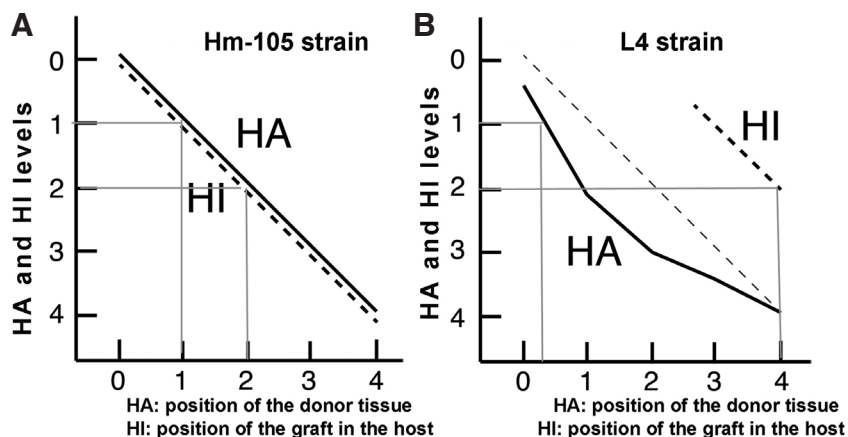 A
Hm-105 strain
HA and HI levels
0
1
2
3
4
HA
HI
0 1 2 3 4
HA: position of the donor tissue
HI: position of the graft in the host
B
L4 strain
HA and HI levels
0
1
2
3
4
HI
HA
0 1 2 3 4
HA: position of the donor tissue
HI: position of the graft in the host